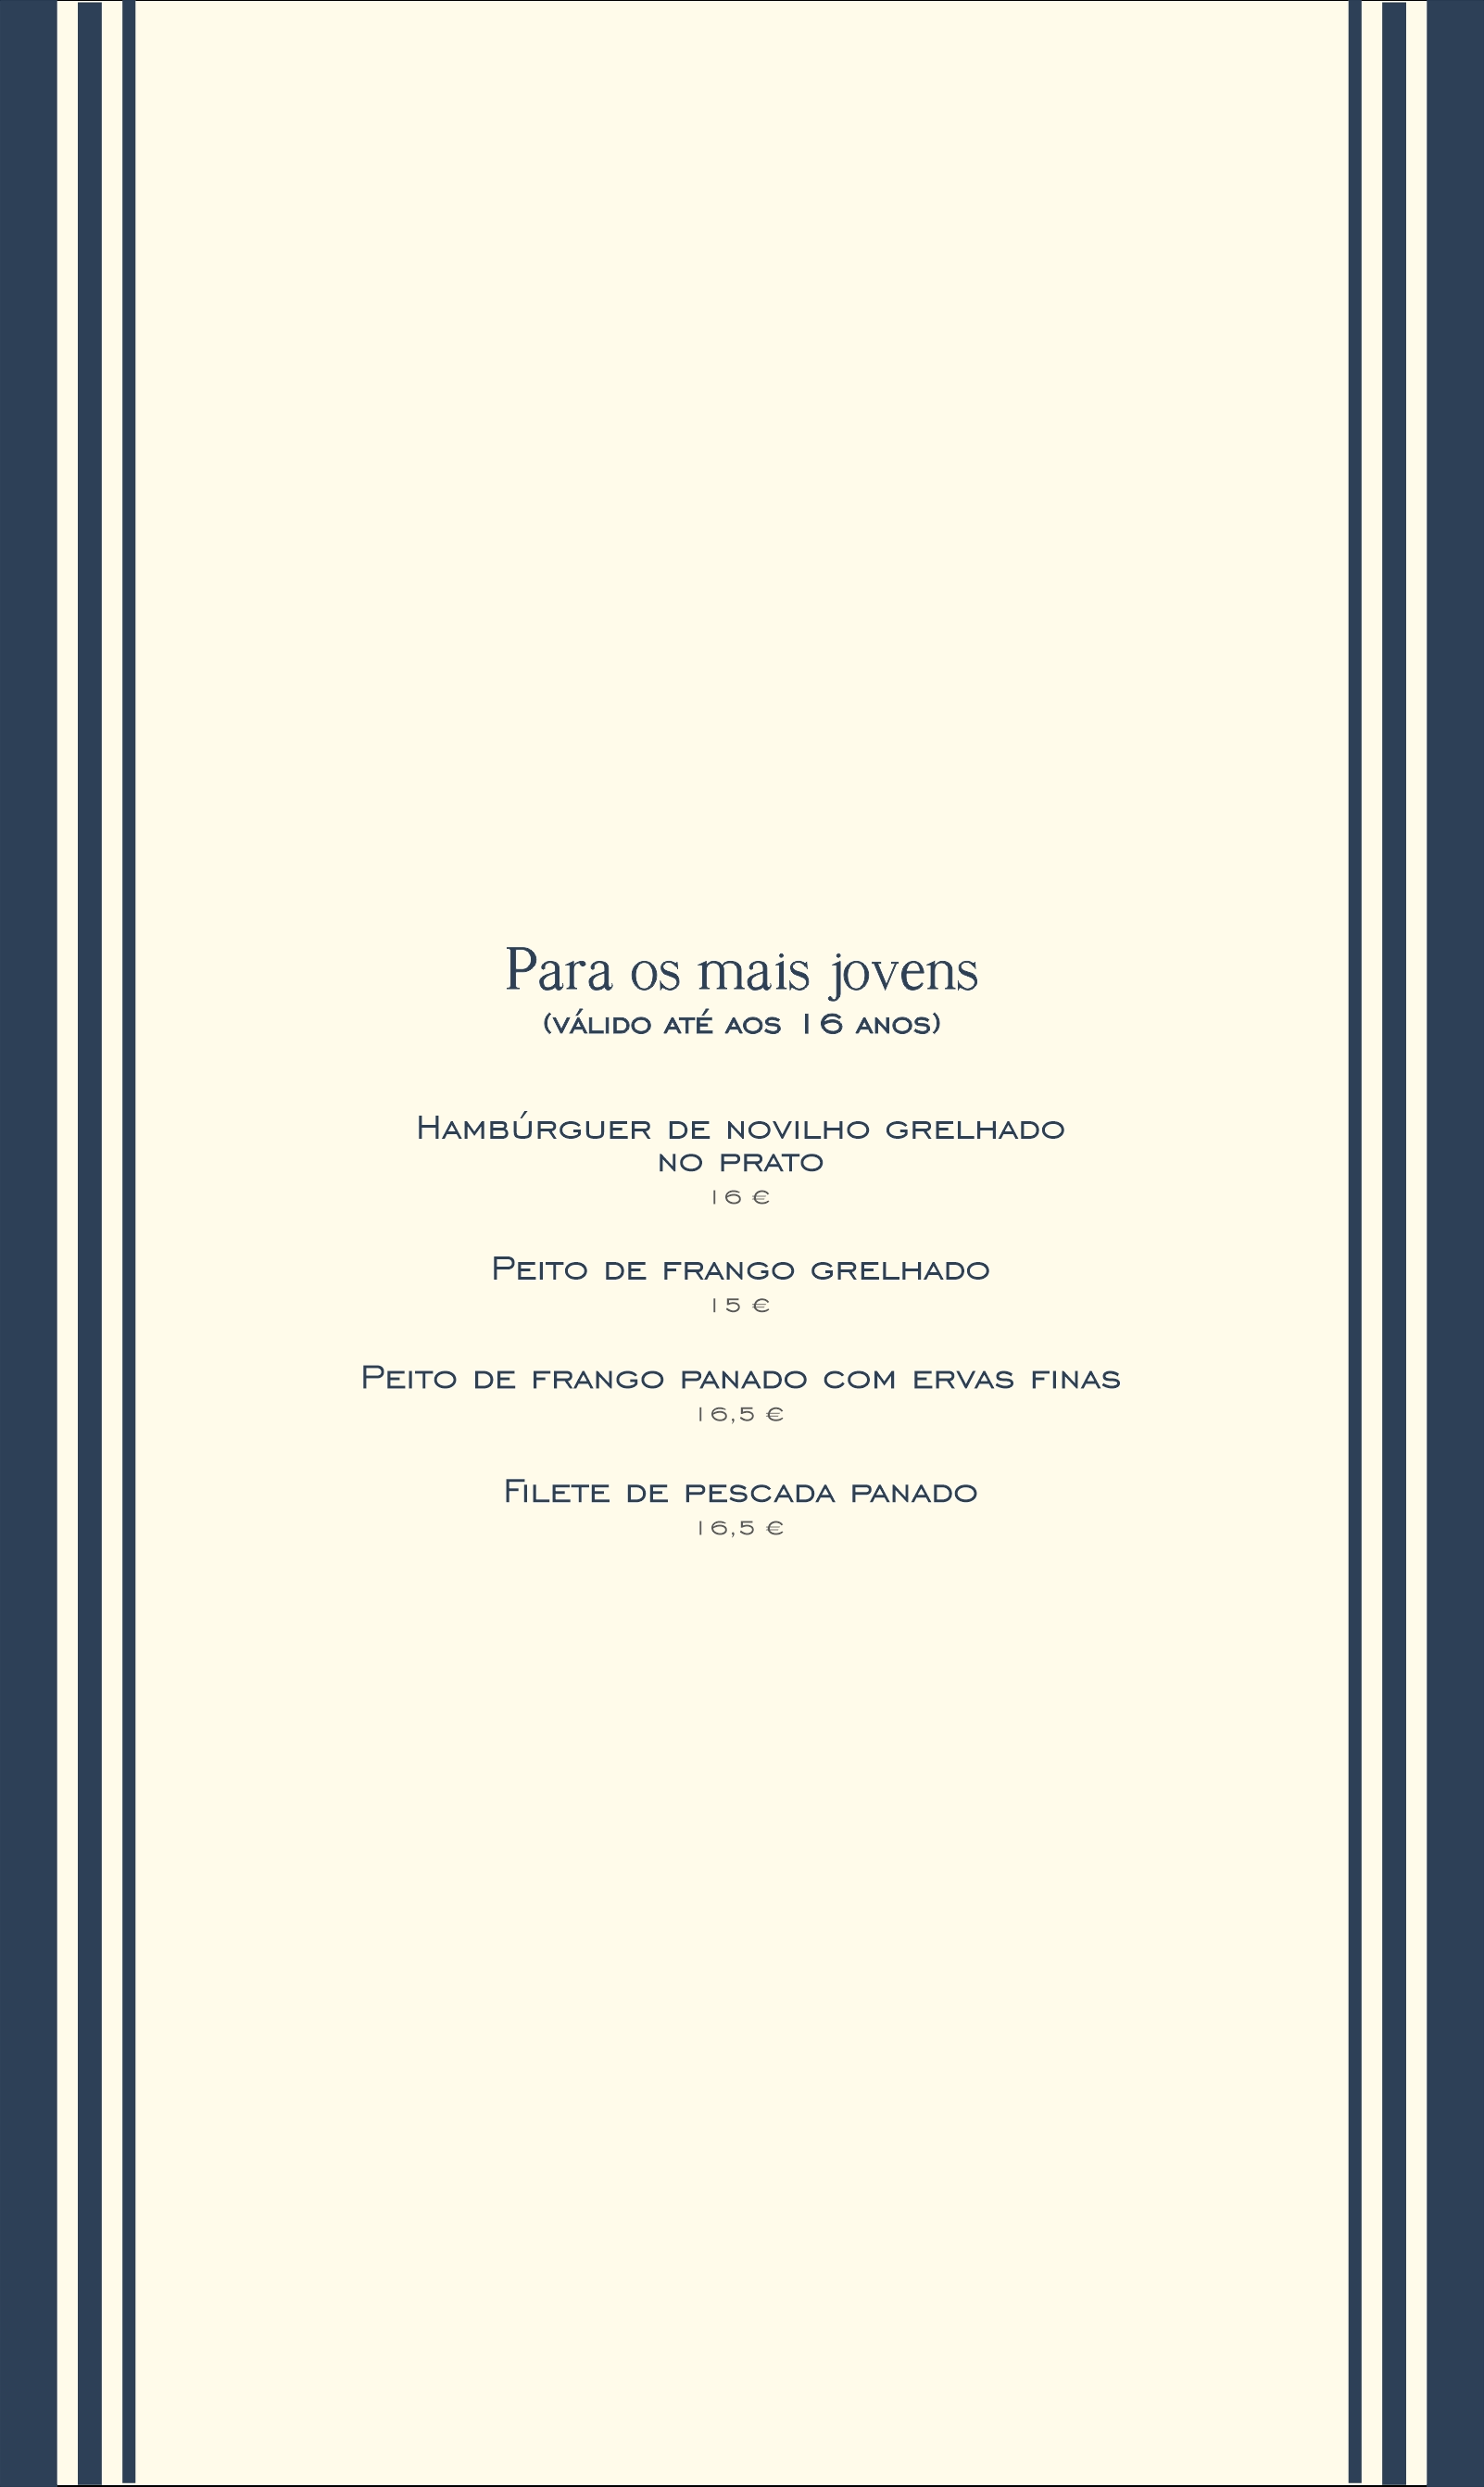 Para os mais jovens
(válido até aos 16 anos)
Hambúrguer de novilho grelhado
no prato
16 €
Peito de frango grelhado
15 €
Peito de frango panado com ervas finas
16,5 €
Filete de pescada panado
16,5 €